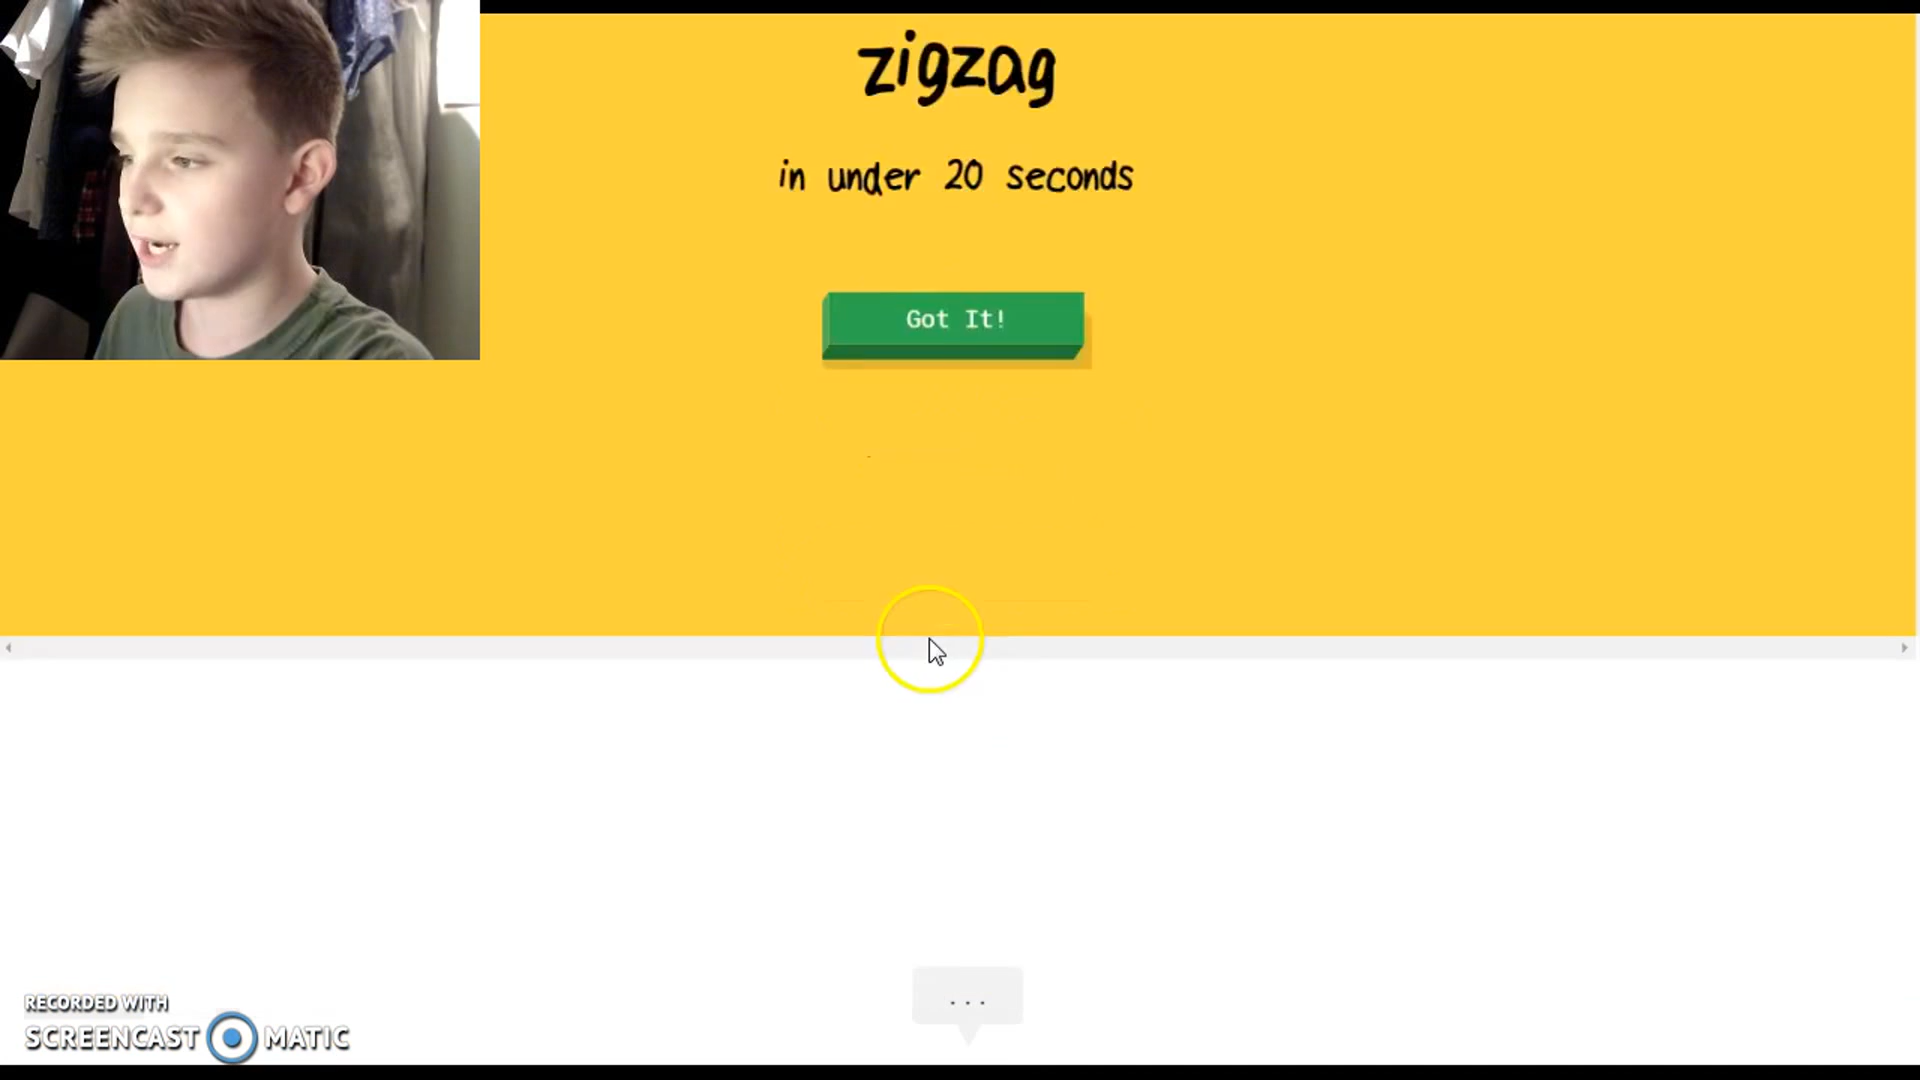 zigzag
in under 20 seconds
Got It!
...
RECORDED WITH
SCREENCAST MATIC